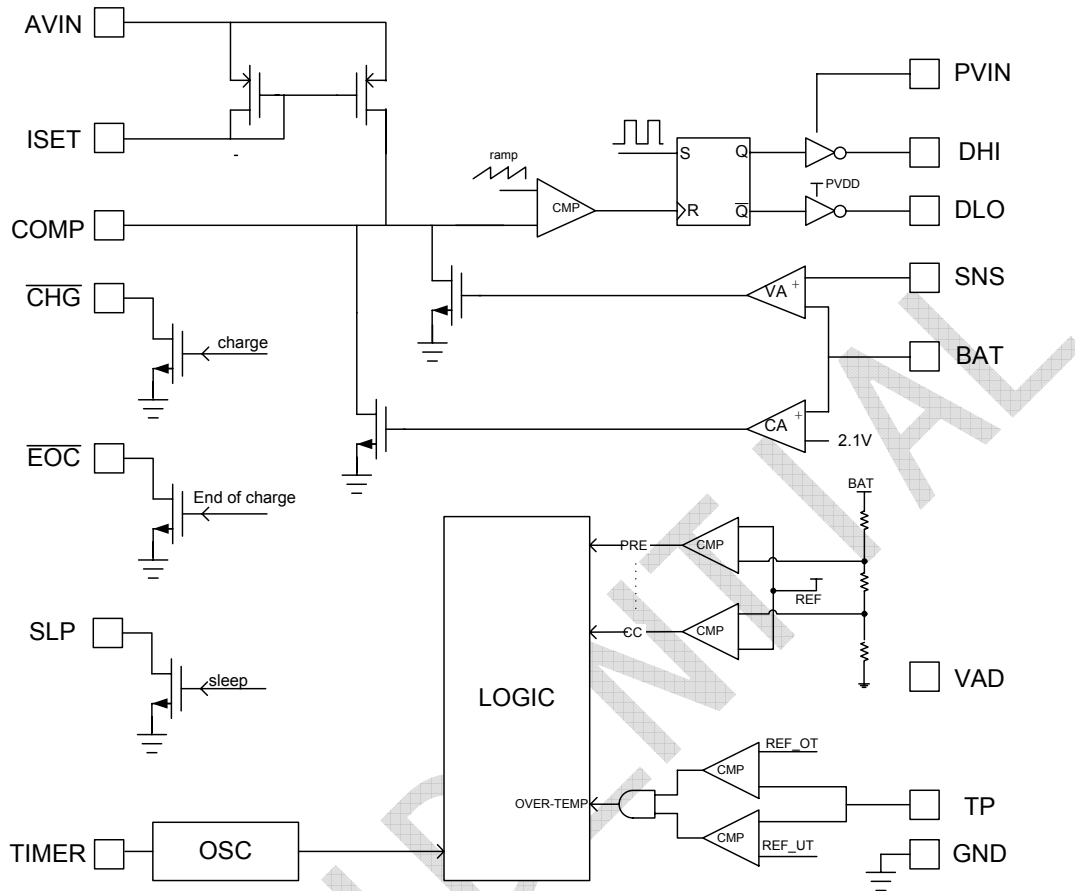 AVIN
PVIN
ISET
DHI
ramp
S
Q
CMP
PVDD
COMP
R
Q̅
DLO
C̅H̅G̅
VA
+
SNS
charge
BAT
CA
+
2.1V
E̅O̅C̅
End of charge
BAT
PRE
CMP
REF
CC
CMP
SLP
sleep
LOGIC
VAD
REF_OT
CMP
OVER-TEMP
TP
CMP
REF_UT
TIMER
OSC
GND
ENTIAL